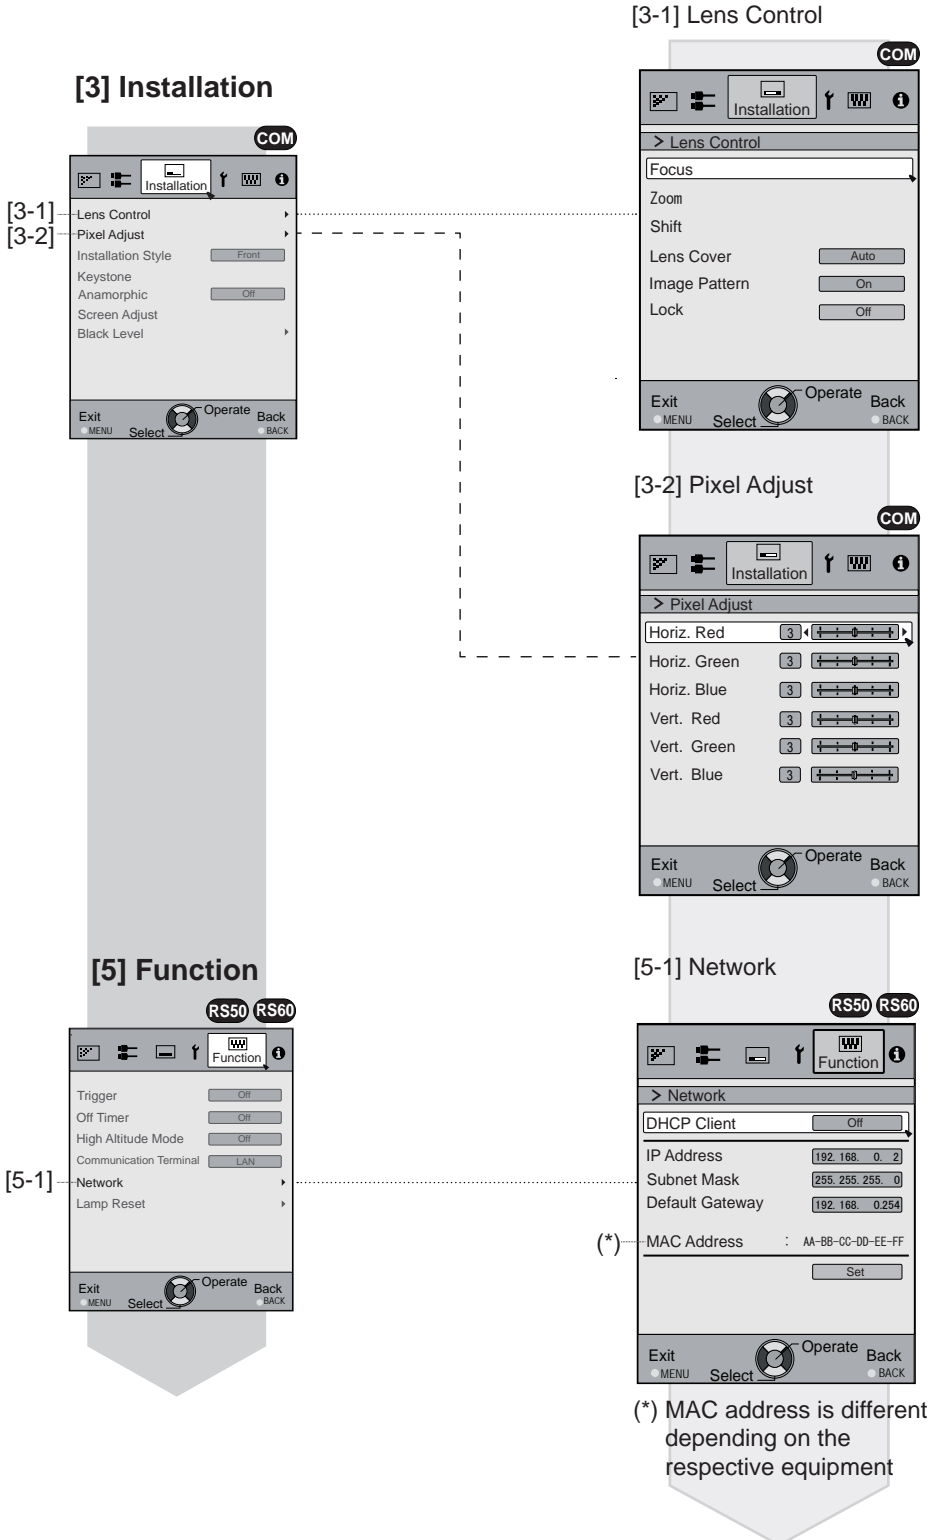 [3] Installation
COM
Installation
[3-1]
Lens Control
[3-2]
Pixel Adjust
Installation Style Front
Keystone
Anamorphic Off
Screen Adjust
Black Level
Exit
MENU
Select
Operate
Back
BACK
[3-1] Lens Control
COM
Installation
> Lens Control
Focus
Zoom
Shift
Lens Cover Auto
Image Pattern On
Lock Off
Exit
MENU
Select
Operate
Back
BACK
[3-2] Pixel Adjust
COM
Installation
> Pixel Adjust
Horiz. Red 3
Horiz. Green 3
Horiz. Blue 3
Vert. Red 3
Vert. Green 3
Vert. Blue 3
Exit
MENU
Select
Operate
Back
BACK
[5] Function
RS50 RS60
Function
Trigger Off
Off Timer Off
High Altitude Mode Off
Communication Terminal LAN
[5-1]
Network
Lamp Reset
Exit
MENU
Select
Operate
Back
BACK
[5-1] Network
RS50 RS60
Function
> Network
DHCP Client Off
IP Address 192. 168. 0. 2
Subnet Mask 255. 255. 255. 0
Default Gateway 192. 168. 0.254
(*)
MAC Address : AA-BB-CC-DD-EE-FF
Set
Exit
MENU
Select
Operate
Back
BACK
(*) MAC address is different
depending on the
respective equipment